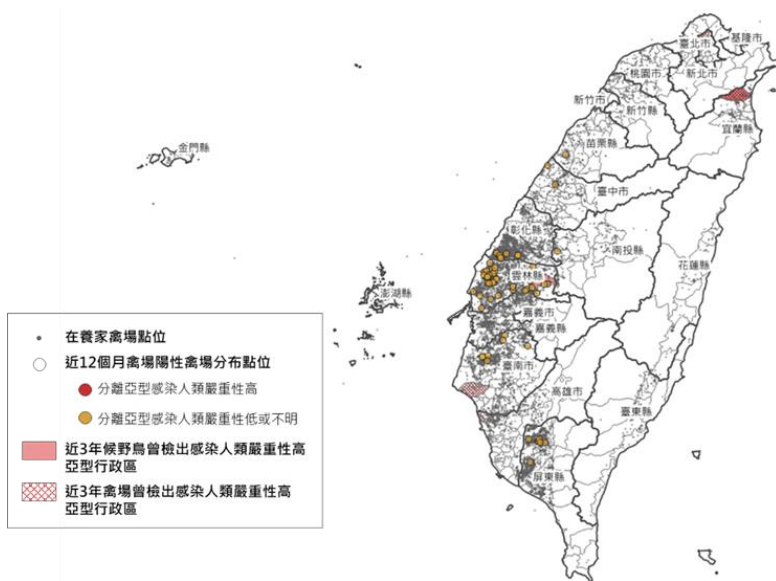 基隆市
臺北市
桃園市
新北市
新竹市
新竹縣
宜蘭縣
苗栗縣
金門縣
臺中市
彰化縣
南投縣
花蓮縣
雲林縣
澎湖縣
嘉義市
嘉義縣
臺南市
高雄市
臺東縣
屏東縣
在養家禽場點位
近12個月禽場陽性禽場分布點位
分離亞型感染人類嚴重性高
分離亞型感染人類嚴重性低或不明
近3年候野鳥曾檢出感染人類嚴重性高
亞型行政區
近3年禽場曾檢出感染人類嚴重性高
亞型行政區